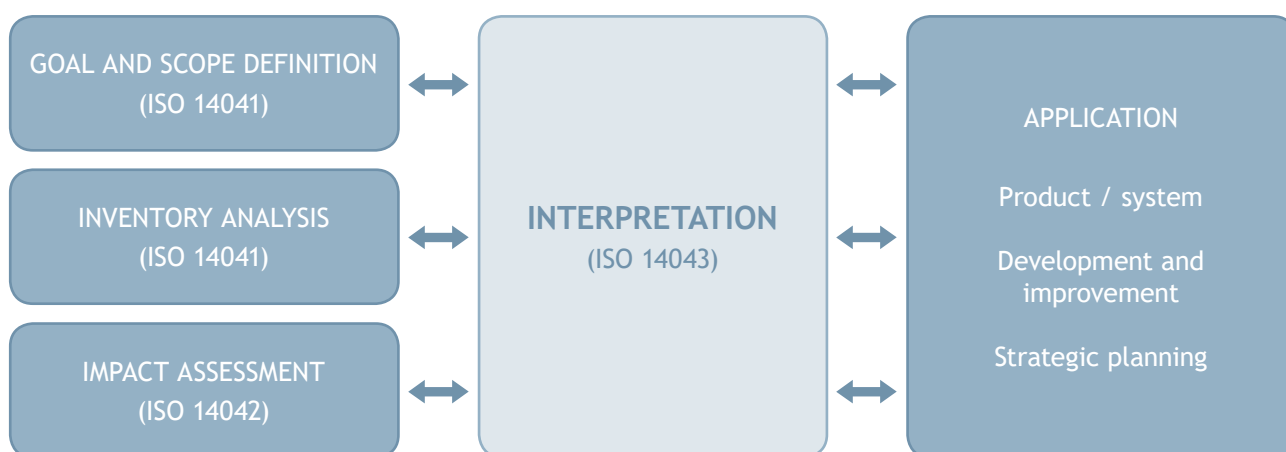 GOAL AND SCOPE DEFINITION
(ISO 14041)
INVENTORY ANALYSIS
(ISO 14041)
IMPACT ASSESSMENT
(ISO 14042)
INTERPRETATION
(ISO 14043)
APPLICATION
Product / system
Development and
improvement
Strategic planning